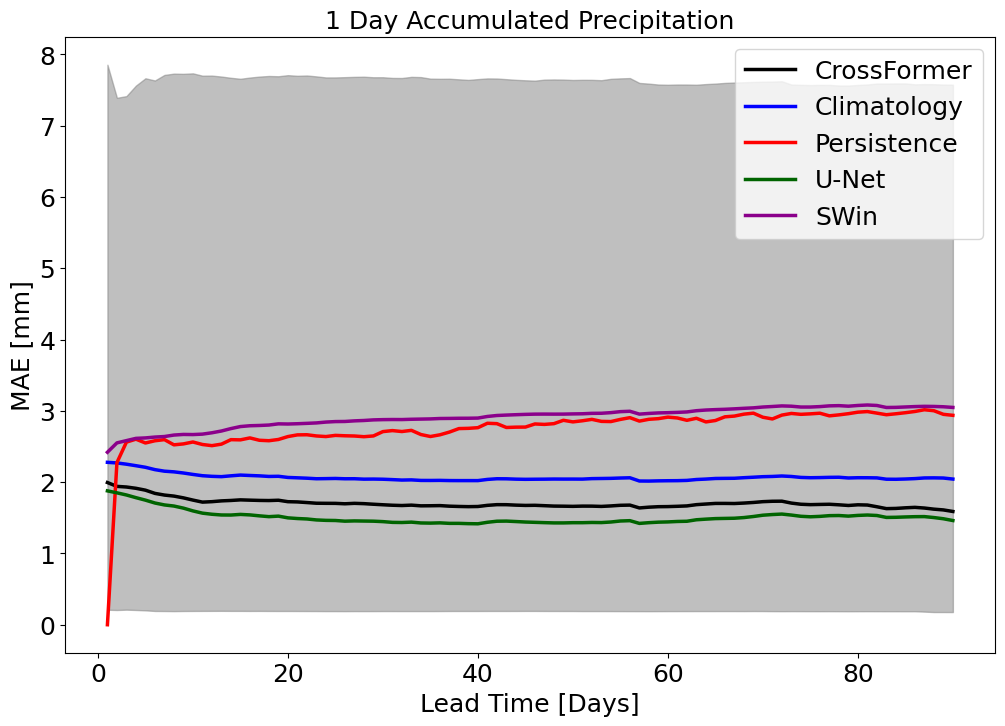 1 Day Accumulated Precipitation
CrossFormer
Climatology
Persistence
U-Net
SWin
MAE [mm]
8
7
6
5
4
3
2
1
0
0 20 40 60 80
Lead Time [Days]